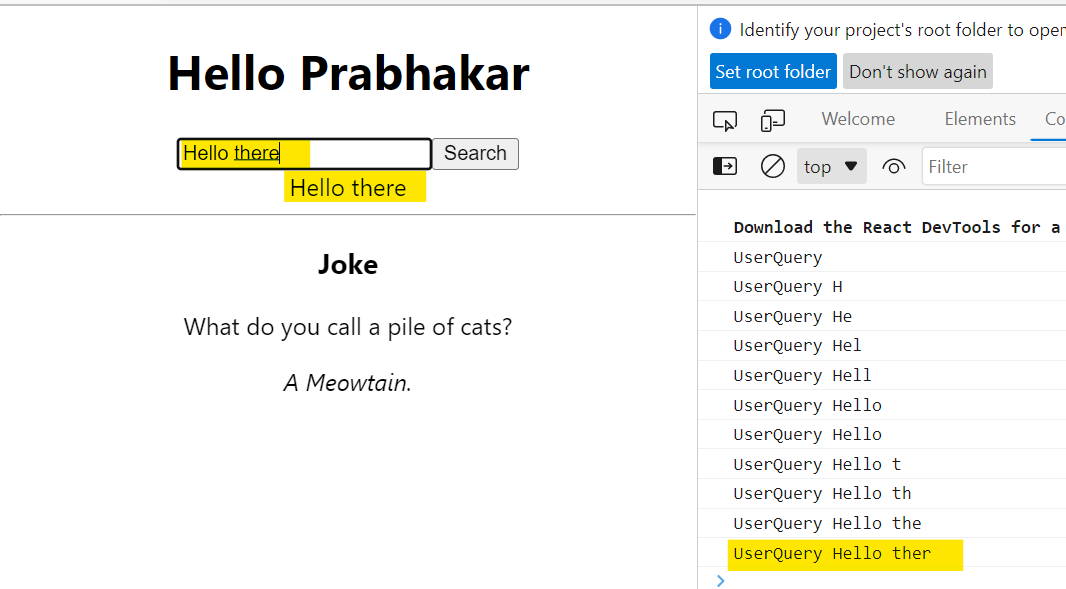 Hello Prabhakar
Hello there Search
Hello there
Joke
What do you call a pile of cats?
A Meowtain.
Identify your project's root folder to open
Set root folder Don't show again
Welcome Elements Co
top Filter
Download the React DevTools for a
UserQuery
UserQuery H
UserQuery He
UserQuery Hel
UserQuery Hell
UserQuery Hello
UserQuery Hello
UserQuery Hello t
UserQuery Hello th
UserQuery Hello the
UserQuery Hello ther